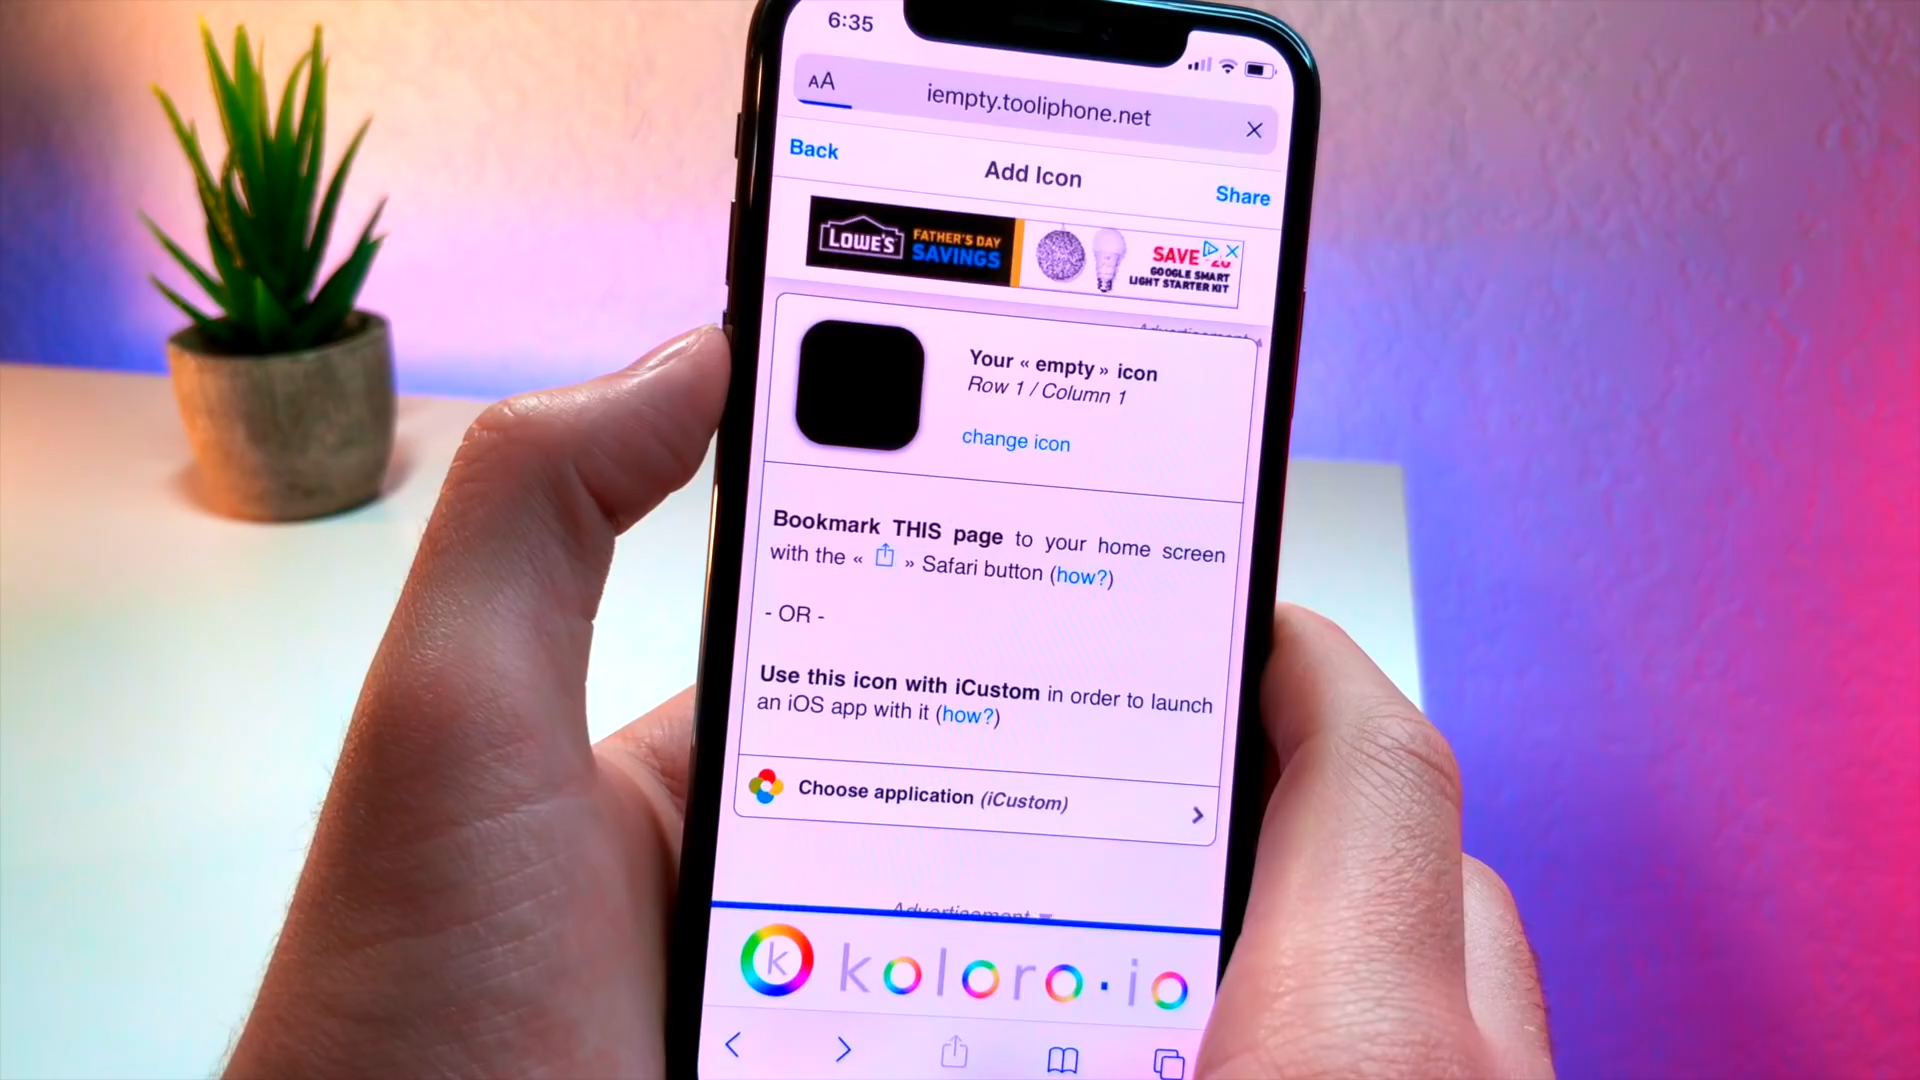 6:35
AA
iempty.tooliphone.net
Back
Add Icon
Share
LOWE'S
FATHER'S DAY
SAVINGS
SAVE
GOOGLE SMART
LIGHT STARTER KIT
Your « empty » icon
Row 1 / Column 1
change icon
Bookmark THIS page to your home screen
with the « » Safari button (how?)
- OR -
Use this icon with iCustom in order to launch
an iOS app with it (how?)
Choose application (iCustom)
Advertisement
k koloro.io